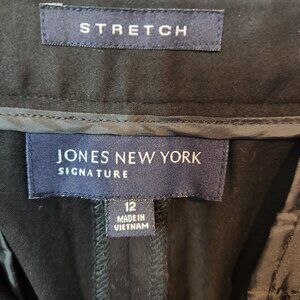 STRETCH
JONES NEW YORK
SIGNATURE
12
MADE IN
VIETNAM